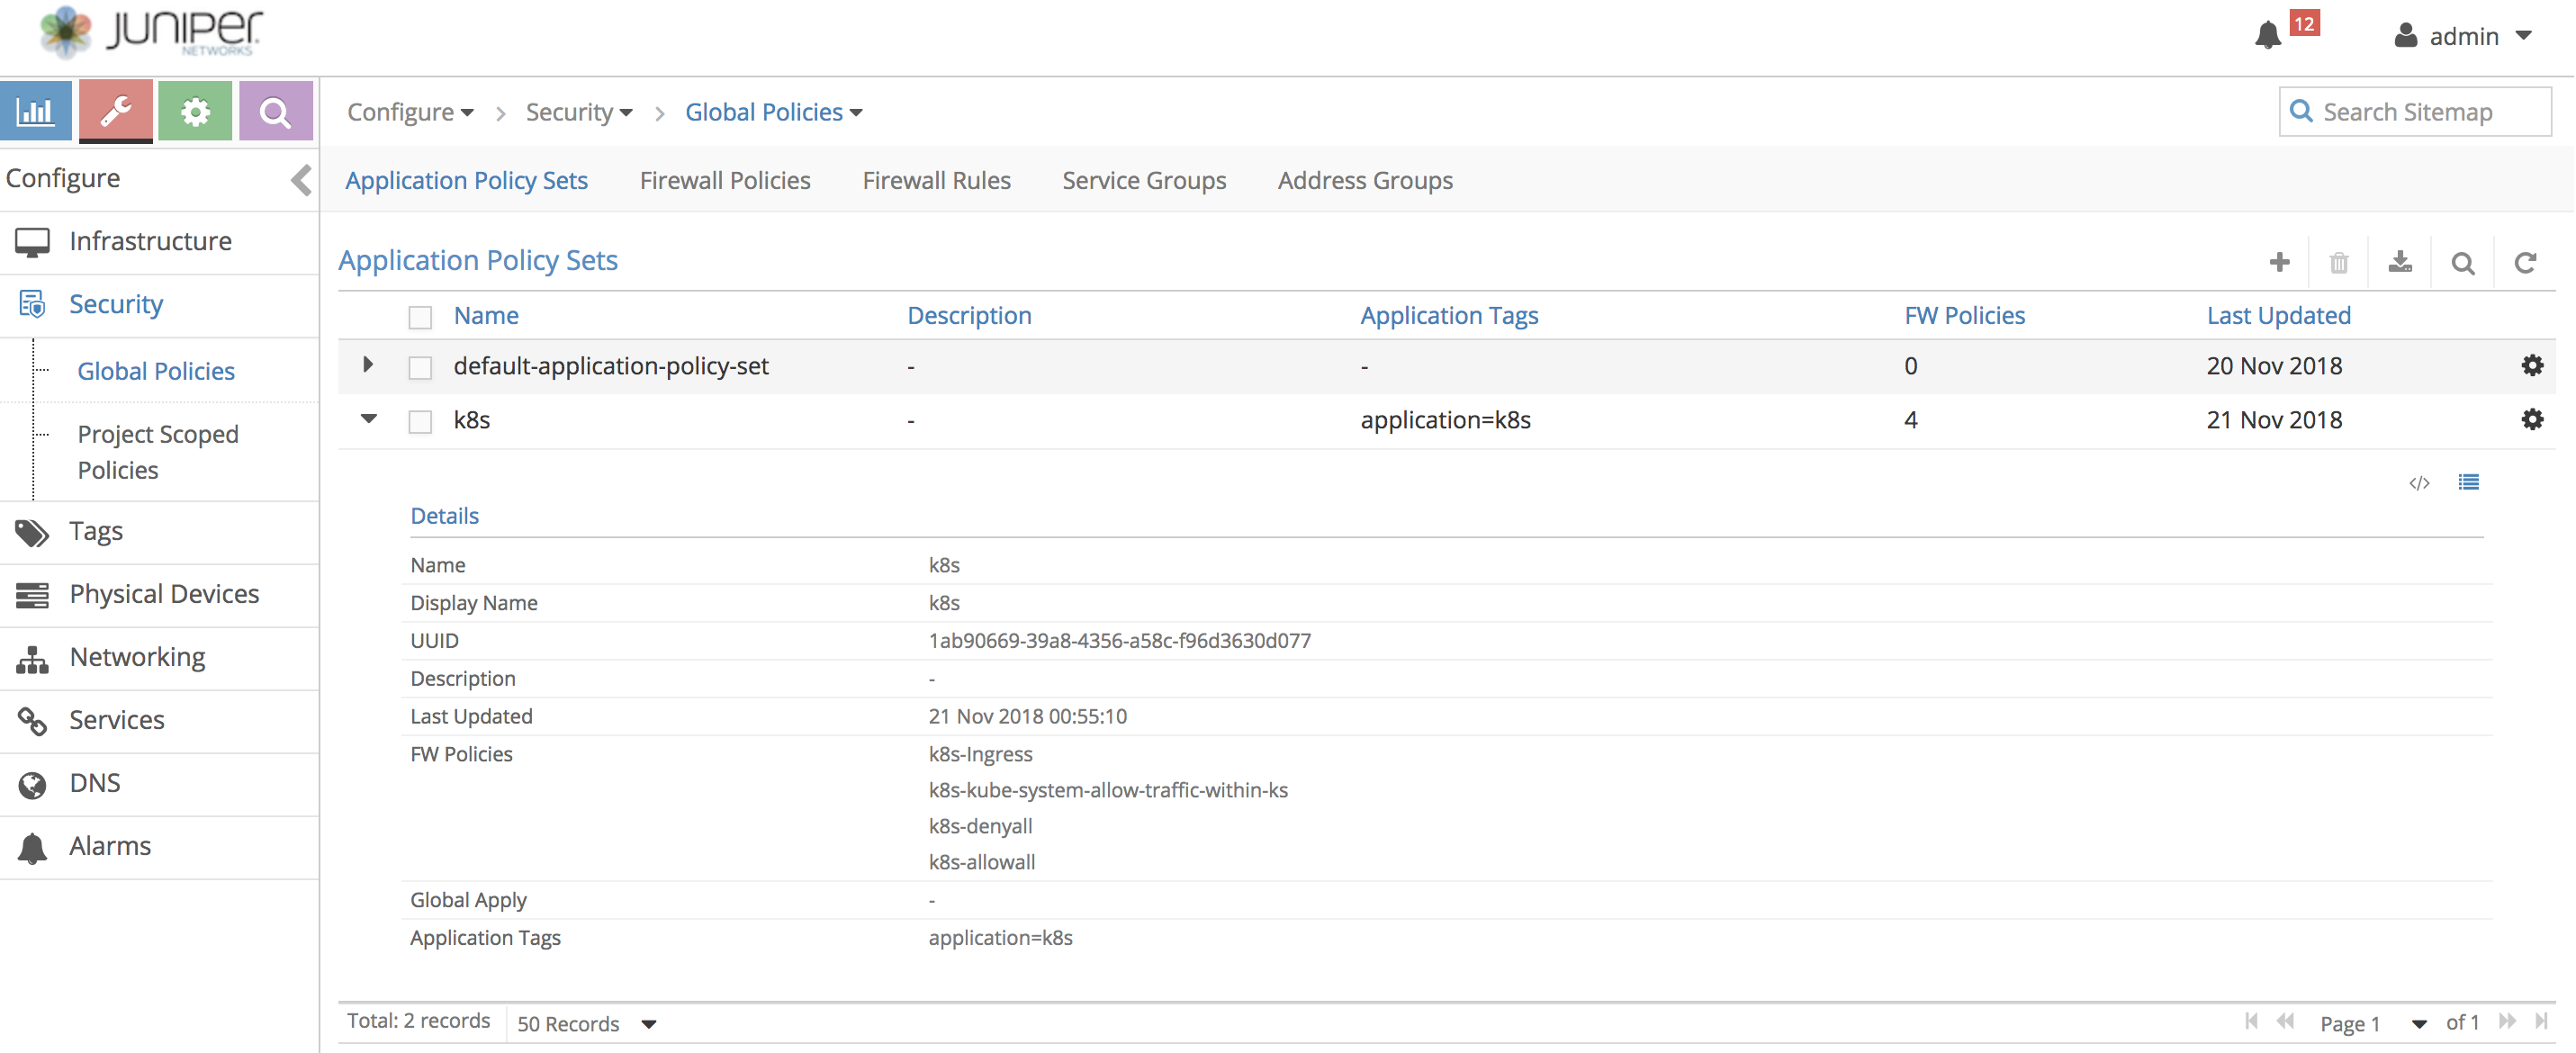 JUNIPER
NETWORKS
12
admin
Configure > Security > Global Policies
Search Sitemap
Configure
Application Policy Sets Firewall Policies Firewall Rules Service Groups Address Groups
Infrastructure
Security
Global Policies
Project Scoped
Policies
Tags
Physical Devices
Networking
Services
DNS
Alarms
Application Policy Sets
Name Description Application Tags FW Policies Last Updated
default-application-policy-set - - 0 20 Nov 2018
k8s - application=k8s 4 21 Nov 2018
</>
Details
Name k8s
Display Name k8s
UUID 1ab90669-39a8-4356-a58c-f96d3630d077
Description -
Last Updated 21 Nov 2018 00:55:10
FW Policies k8s-Ingress
k8s-kube-system-allow-traffic-within-ks
k8s-denyall
k8s-allowall
Global Apply -
Application Tags application=k8s
Total: 2 records 50 Records Page 1 of 1